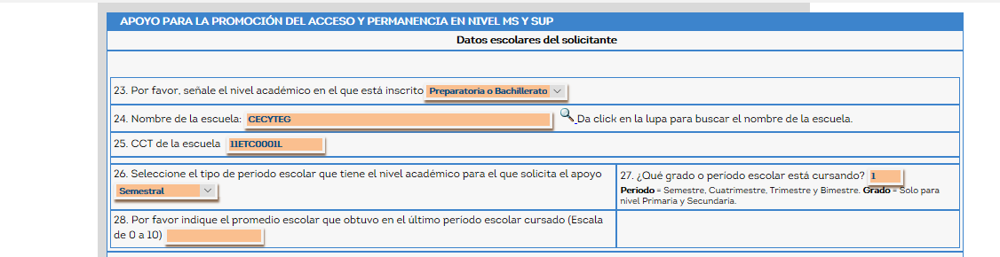 APOYO PARA LA PROMOCIÓN DEL ACCESO Y PERMANENCIA EN NIVEL MS Y SUP
Datos escolares del solicitante
23. Por favor, señale el nivel académico en el que está inscrito Preparatoria o Bachillerato
24. Nombre de la escuela: CECYTEG Da click en la lupa para buscar el nombre de la escuela.
25. CCT de la escuela 11ETC0001L
26. Seleccione el tipo de periodo escolar que tiene el nivel académico para el que solicita el apoyo
Semestral
27. ¿Qué grado o período escolar está cursando? 1
Periodo = Semestre, Cuatrimestre, Trimestre y Bimestre. Grado = Solo para
nivel Primaria y Secundaria.
28. Por favor indique el promedio escolar que obtuvo en el último período escolar cursado (Escala
de 0 a 10)